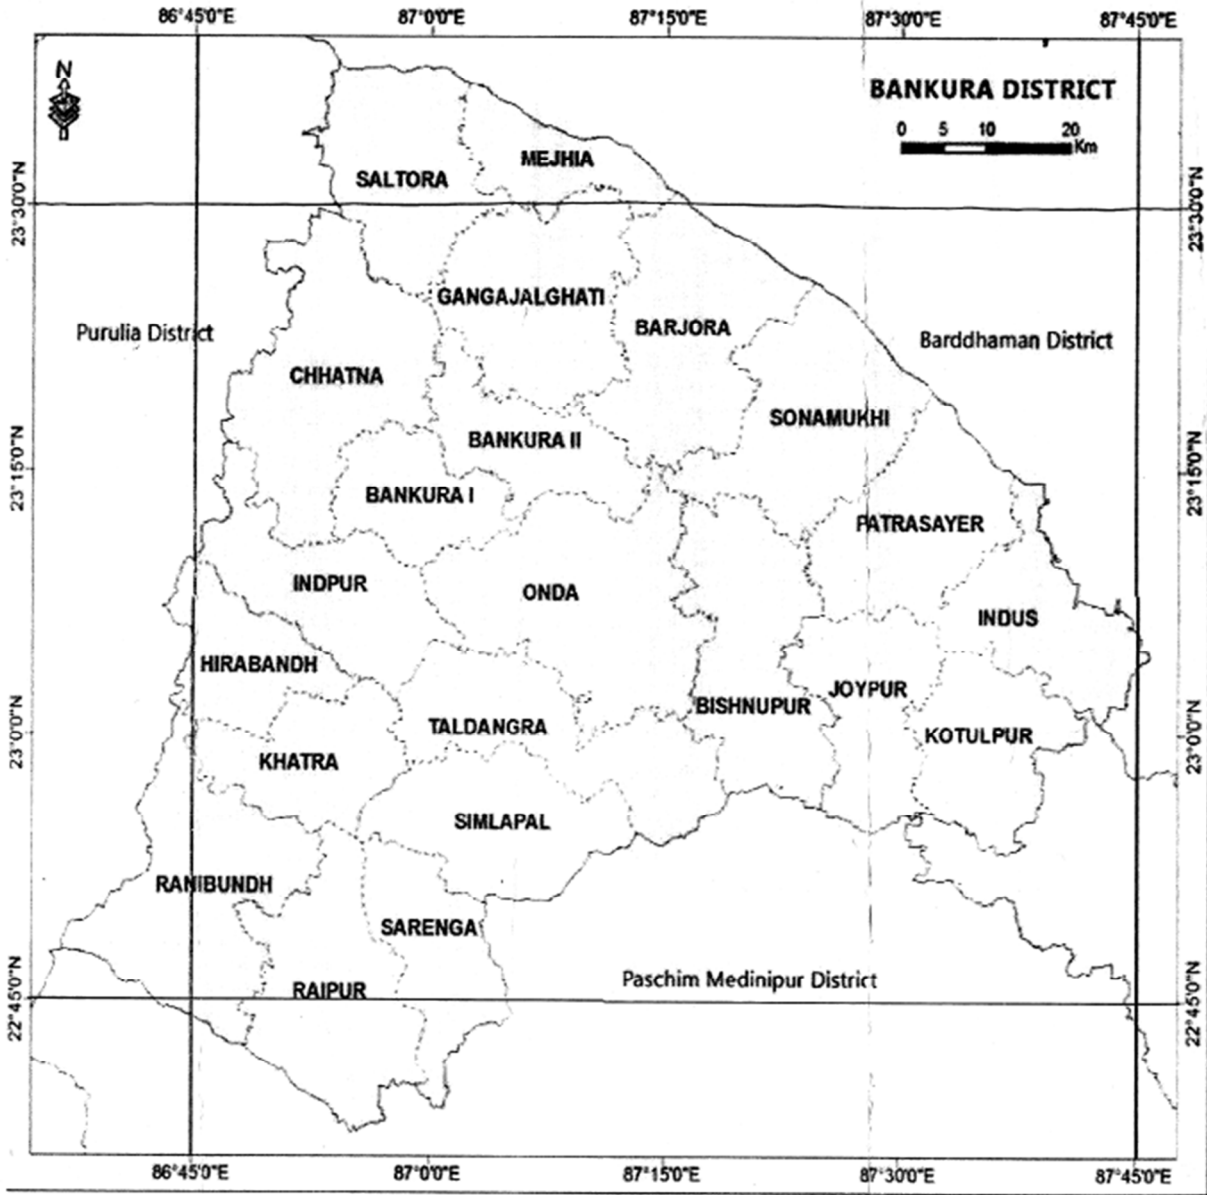 86°45'0"E 87°0'0"E 87°15'0"E 87°30'0"E 87°45'0"E
N
BANKURA DISTRICT
0 5 10 20
Km
MEJHIA
SALTORA
23°30'0"N
23°30'0"N
GANGAJALGHATI
BARJORA
Purulia District
Barddhaman District
CHHATNA
SONAMUKHI
BANKURA II
23°15'0"N
23°15'0"N
BANKURA I
PATRASAYER
INDPUR
ONDA
INDUS
HIRABANDH
JOYPUR
BISHNUPUR
TALDANGRA
KOTULPUR
23°0'0"N
23°0'0"N
KHATRA
SIMLAPAL
RANIBUNDH
SARENGA
Paschim Medinipur District
RAIPUR
22°45'0"N
22°45'0"N
86°45'0"E 87°0'0"E 87°15'0"E 87°30'0"E 87°45'0"E